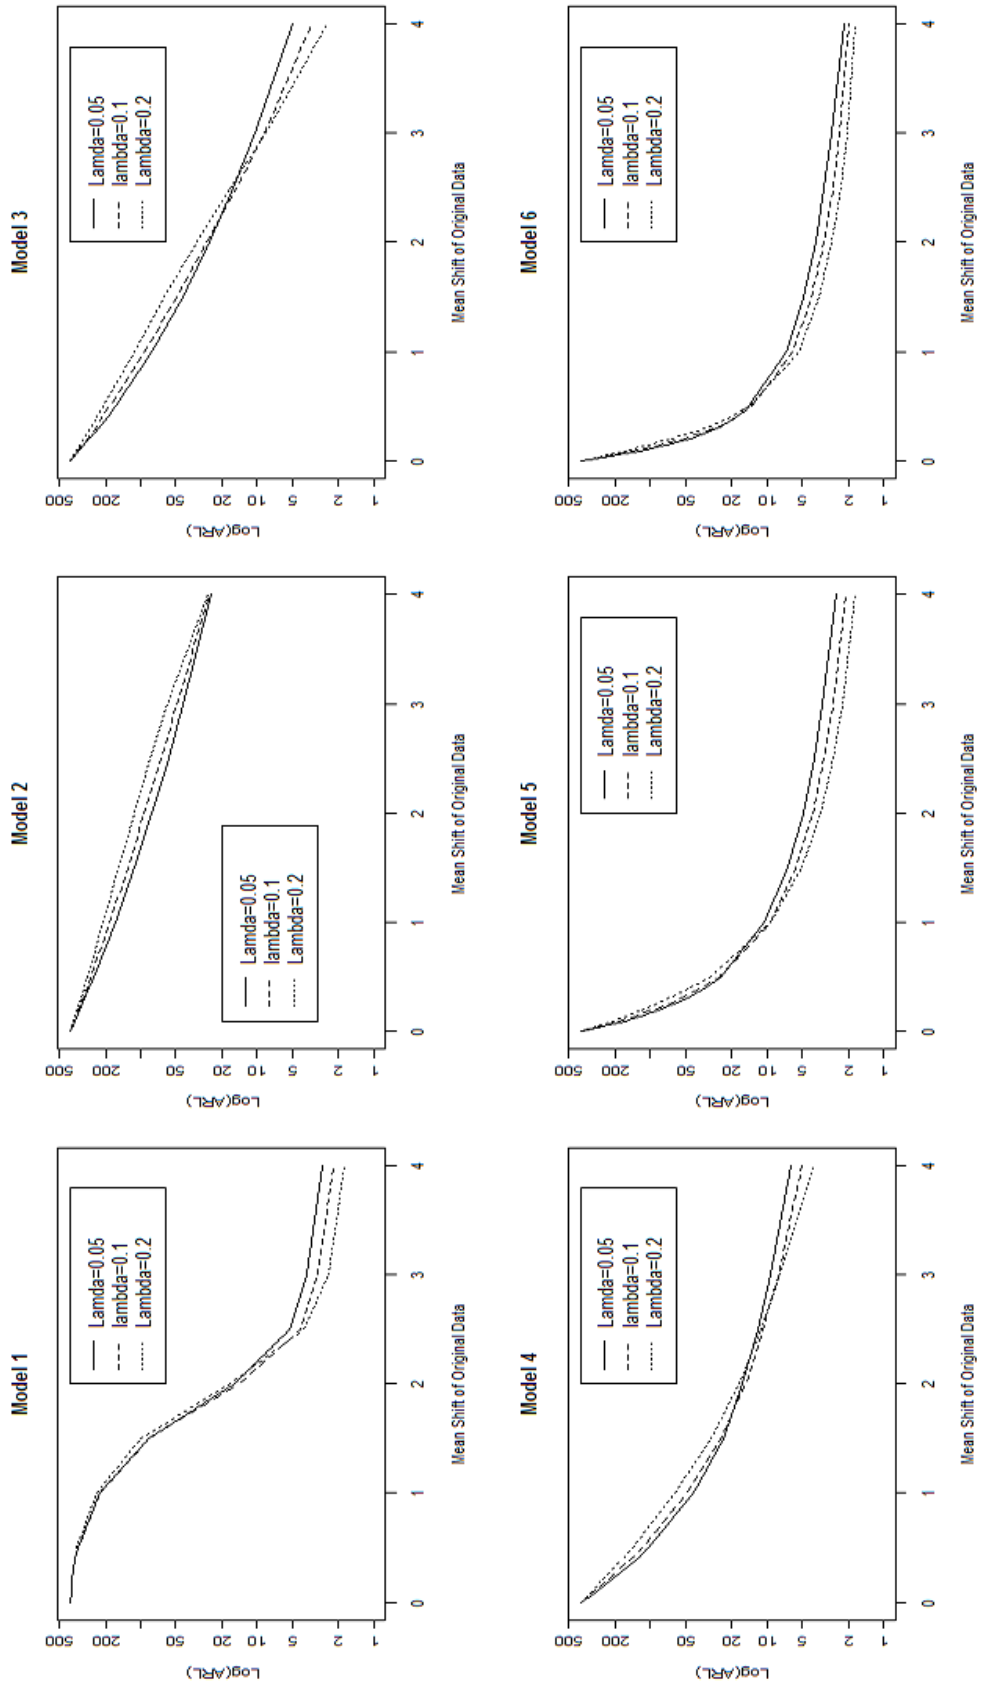 Model 1
Log(ARL)
500
200
50
20
10
5
2
1
Lamda=0.05
lambda=0.1
Lambda=0.2
0 1 2 3 4
Mean Shift of Original Data
Model 2
Log(ARL)
500
200
50
20
10
5
2
1
Lamda=0.05
lambda=0.1
Lambda=0.2
0 1 2 3 4
Mean Shift of Original Data
Model 3
Log(ARL)
500
200
50
20
10
5
2
1
Lamda=0.05
lambda=0.1
Lambda=0.2
0 1 2 3 4
Mean Shift of Original Data
Model 4
Log(ARL)
500
200
50
20
10
5
2
1
Lamda=0.05
lambda=0.1
Lambda=0.2
0 1 2 3 4
Mean Shift of Original Data
Model 5
Log(ARL)
500
200
50
20
10
5
2
1
Lamda=0.05
lambda=0.1
Lambda=0.2
0 1 2 3 4
Mean Shift of Original Data
Model 6
Log(ARL)
500
200
50
20
10
5
2
1
Lamda=0.05
lambda=0.1
Lambda=0.2
0 1 2 3 4
Mean Shift of Original Data